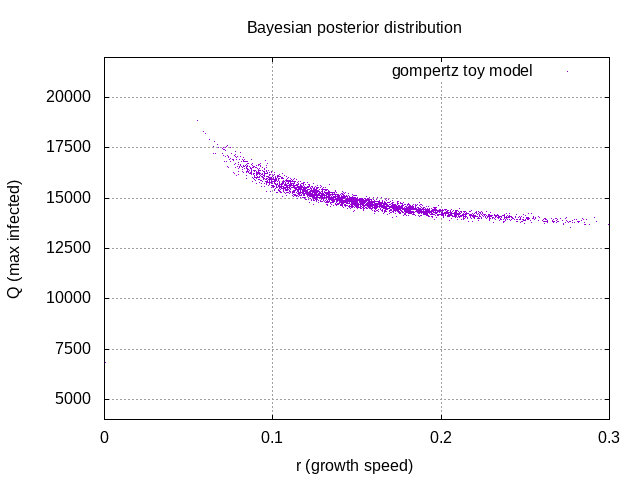 Bayesian posterior distribution
gompertz toy model
20000
17500
15000
12500
10000
7500
5000
Q (max infected)
0 0.1 0.2 0.3
r (growth speed)